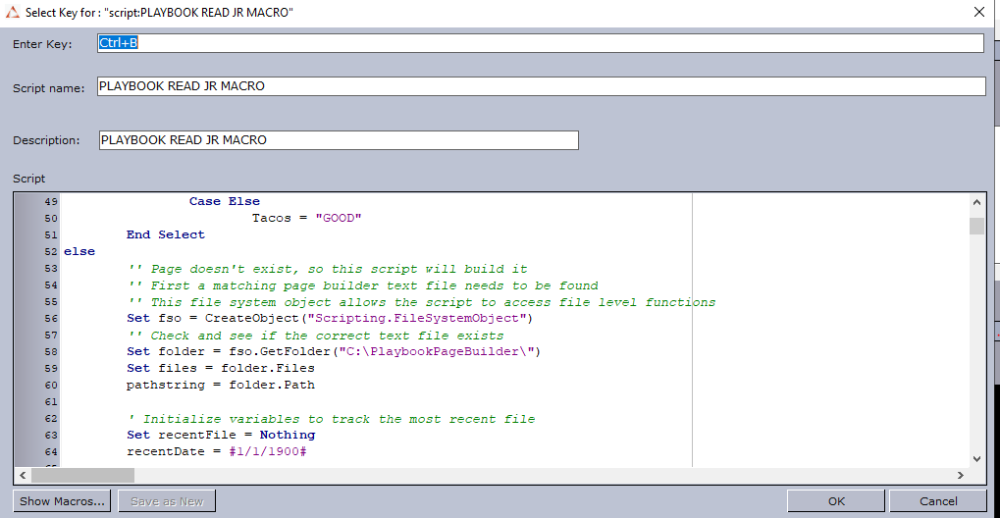 Select Key for : "script:PLAYBOOK READ JR MACRO"
Enter Key: Ctrl+B
Script name: PLAYBOOK READ JR MACRO
Description: PLAYBOOK READ JR MACRO
Script
49 Case Else
50 Tacos = "GOOD"
51 End Select
52 else
53 '' Page doesn't exist, so this script will build it
54 '' First a matching page builder text file needs to be found
55 '' This file system object allows the script to access file level functions
56 Set fso = CreateObject("Scripting.FileSystemObject")
57 '' Check and see if the correct text file exists
58 Set folder = fso.GetFolder("C:\PlaybookPageBuilder\")
59 Set files = folder.Files
60 pathstring = folder.Path
61
62 ' Initialize variables to track the most recent file
63 Set recentFile = Nothing
64 recentDate = #1/1/1900#
Show Macros... Save as New OK Cancel